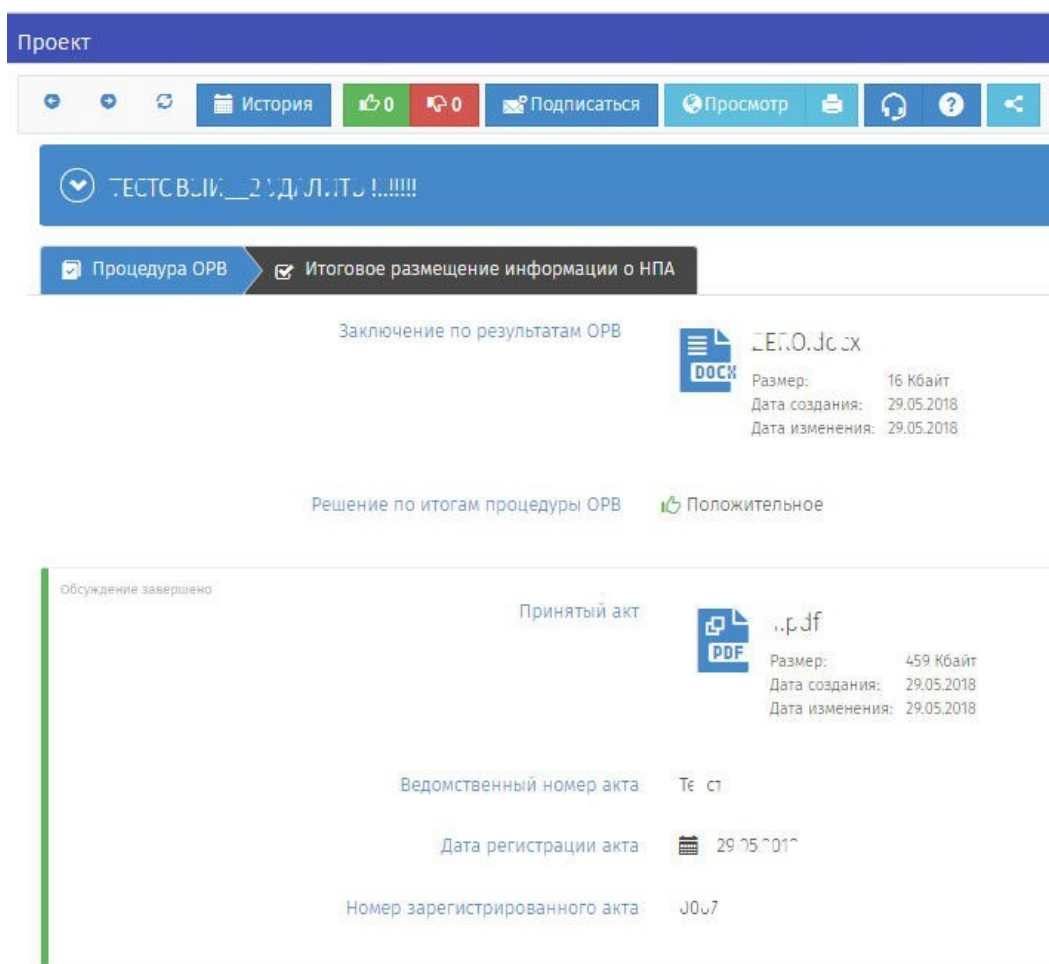 Проект
История 0 0 Подписаться Просмотр
Процедура ОРВ Итоговое размещение информации о НПА
Заключение по результатам ОРВ
DOCX
Размер: 16 Кбайт
Дата создания: 29.05.2018
Дата изменения: 29.05.2018
Решение по итогам процедуры ОРВ Положительное
Обсуждение завершено
Принятый акт
PDF
Размер: 459 Кбайт
Дата создания: 29.05.2018
Дата изменения: 29.05.2018
Ведомственный номер акта
Дата регистрации акта
Номер зарегистрированного акта